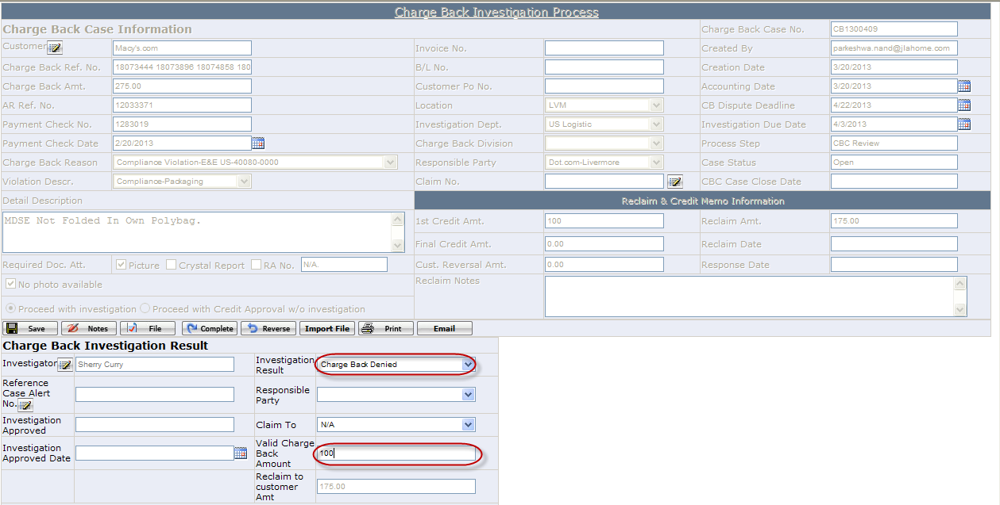 Charge Back Investigation Process
Charge Back Case Information
Charge Back Case No. CB1300409
Customer Macy's.com Invoice No. Created By parkeshwa.nand@jlahome.com
Charge Back Ref. No. 18073444 18073896 18074858 180 B/L No. Creation Date 3/20/2013
Charge Back Amt. 275.00 Customer Po No. Accounting Date 3/20/2013
AR Ref. No. 12033371 Location LVM CB Dispute Deadline 4/22/2013
Payment Check No. 1283019 Investigation Dept. US Logistic Investigation Due Date 4/3/2013
Payment Check Date 2/20/2013 Charge Back Division Process Step CBC Review
Charge Back Reason Compliance Violation-E&E US-40080-0000 Responsible Party Dot.com-Livermore Case Status Open
Violation Descr. Compliance-Packaging Claim No. CBC Case Close Date
Detail Description Reclaim & Credit Memo Information
MDSE Not Folded In Own Polybag. 1st Credit Amt. 100 Reclaim Amt. 175.00
Final Credit Amt. 0.00 Reclaim Date
Required Doc. Att. Picture Crystal Report RA No. N/A. Cust. Reversal Amt. 0.00 Response Date
No photo available Reclaim Notes
Proceed with investigation Proceed with Credit Approval w/o investigation
Save Notes File Complete Reverse Import File Print Email
Charge Back Investigation Result
Investigator Sherry Curry Investigation Result Charge Back Denied
Reference Case Alert No. Responsible Party
Investigation Approved Claim To N/A
Investigation Approved Date Valid Charge Back Amount 100
Reclaim to customer Amt 175.00